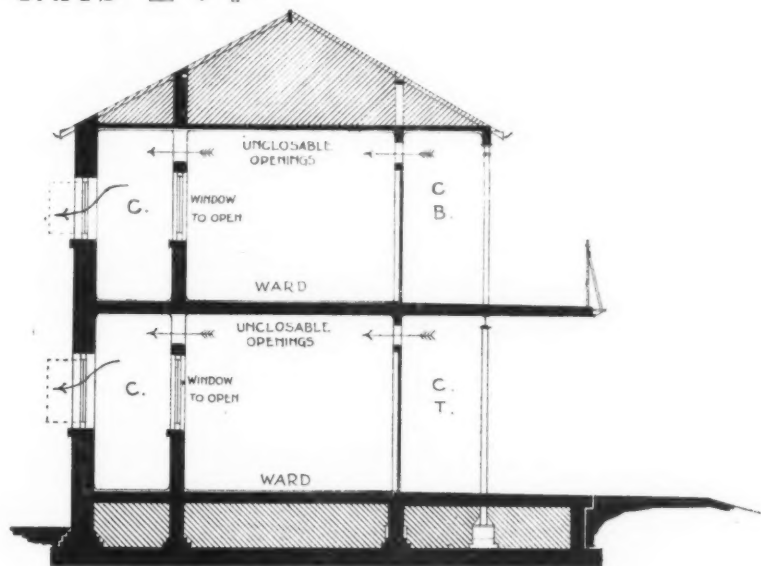 UNCLOSABLE
OPENINGS
C.
WINDOW
TO OPEN
C
B.
WARD
UNCLOSABLE
OPENINGS
C.
WINDOW
TO OPEN
C.
T.
WARD